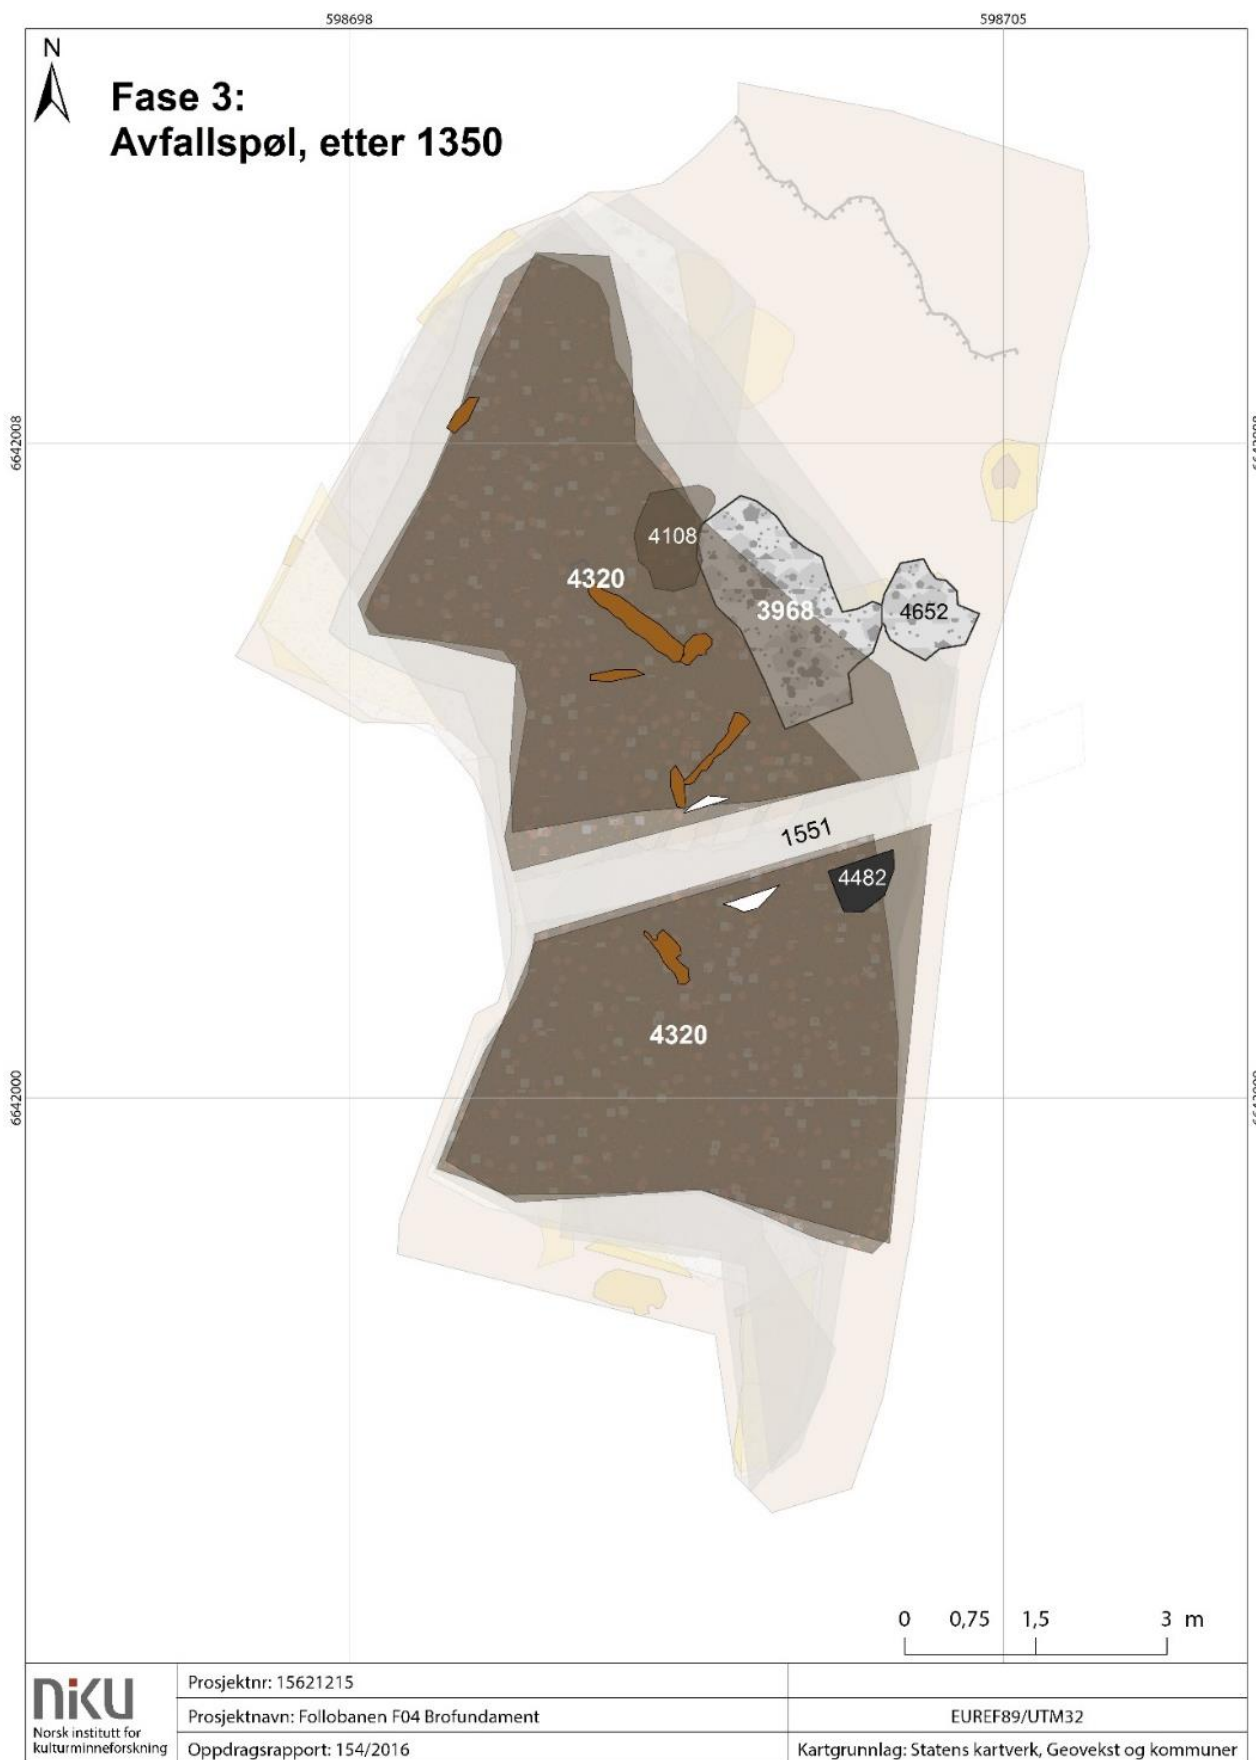 598698
598705
N
Fase 3:
Avfallspøl, etter 1350
6642008
6642008
4108
4320
3968
4652
1551
4482
4320
6642000
6642000
0 0,75 1,5 3 m
niku
Norsk institutt for
kulturminneforskning
Prosjektnr: 15621215
Prosjektnavn: Follobanen F04 Brofundament
EUREF89/UTM32
Oppdragsrapport: 154/2016
Kartgrunnlag: Statens kartverk, Geovekst og kommuner